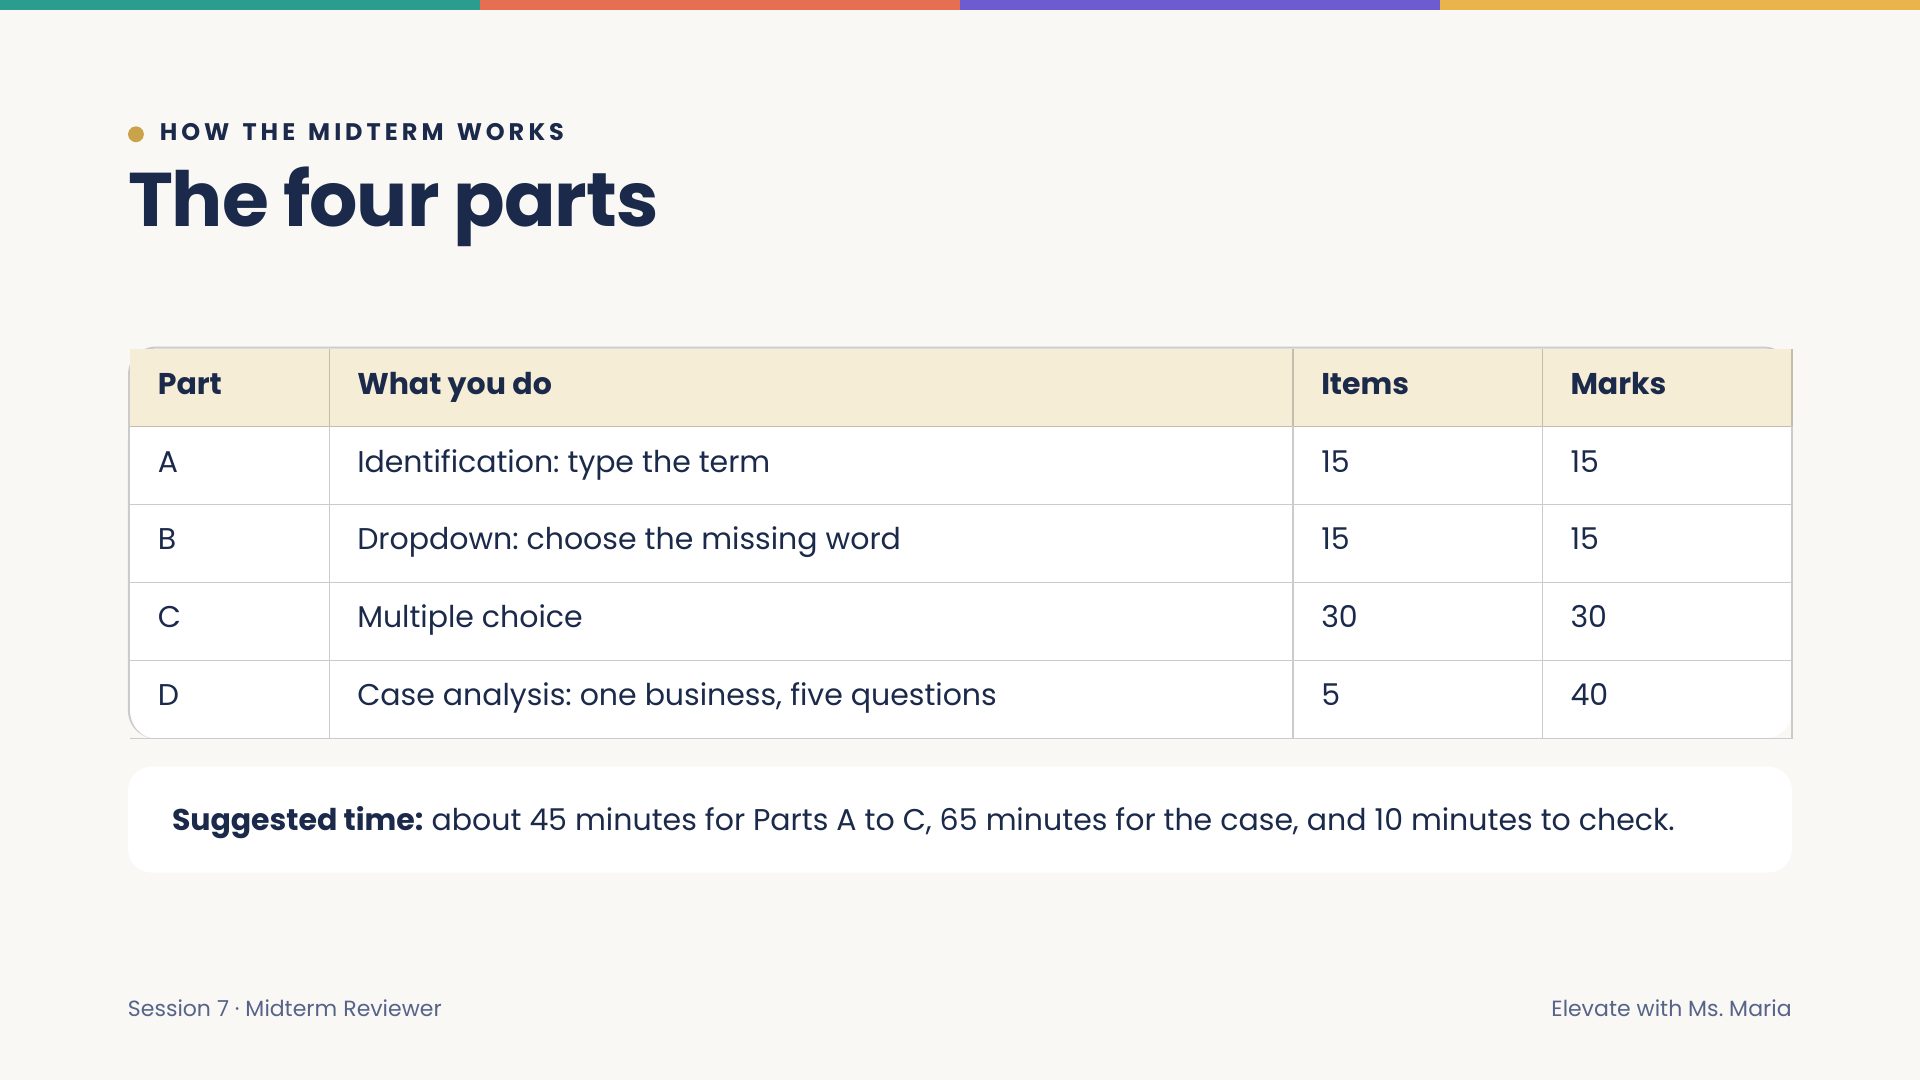 HOW THE MIDTERM WORKS
The four parts
Part What you do Items Marks
A Identification: type the term 15 15
B Dropdown: choose the missing word 15 15
C Multiple choice 30 30
D Case analysis: one business, five questions 5 40
Suggested time: about 45 minutes for Parts A to C, 65 minutes for the case, and 10 minutes to check.
Session 7 · Midterm Reviewer
Elevate with Ms. Maria